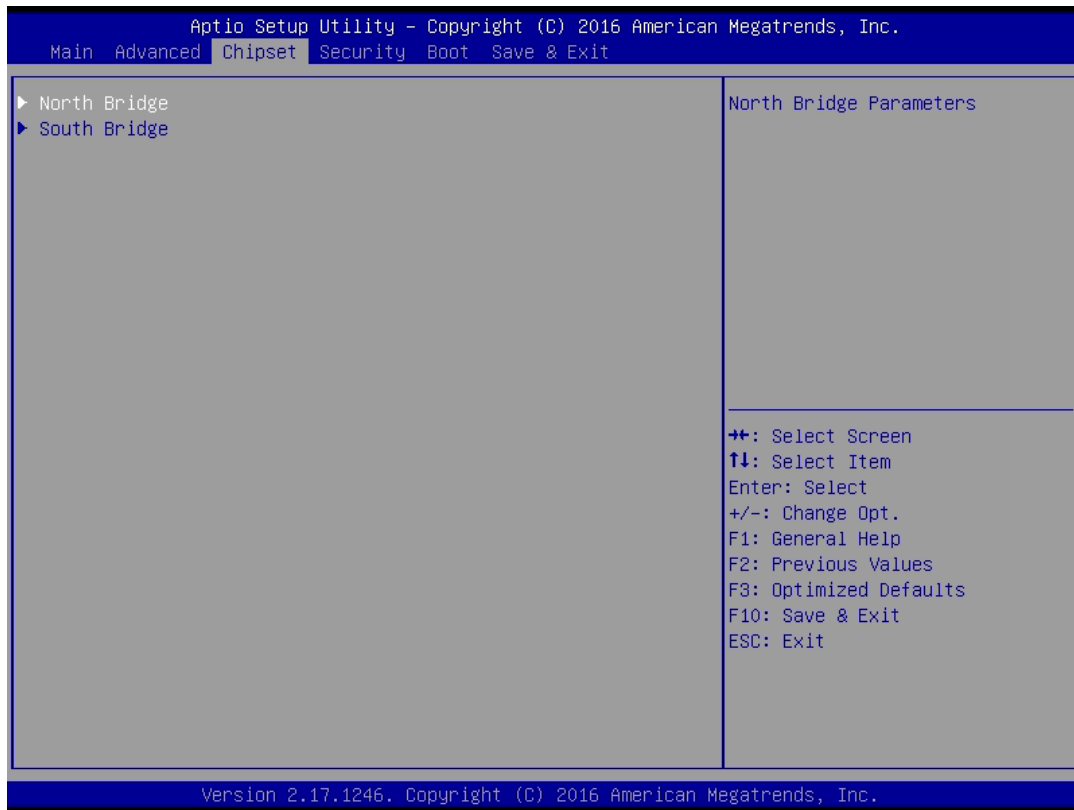 Aptio Setup Utility – Copyright (C) 2016 American Megatrends, Inc.
Main Advanced Chipset Security Boot Save & Exit
▶ North Bridge
▶ South Bridge
North Bridge Parameters
→←: Select Screen
↑↓: Select Item
Enter: Select
+/-: Change Opt.
F1: General Help
F2: Previous Values
F3: Optimized Defaults
F10: Save & Exit
ESC: Exit
Version 2.17.1246. Copyright (C) 2016 American Megatrends, Inc.